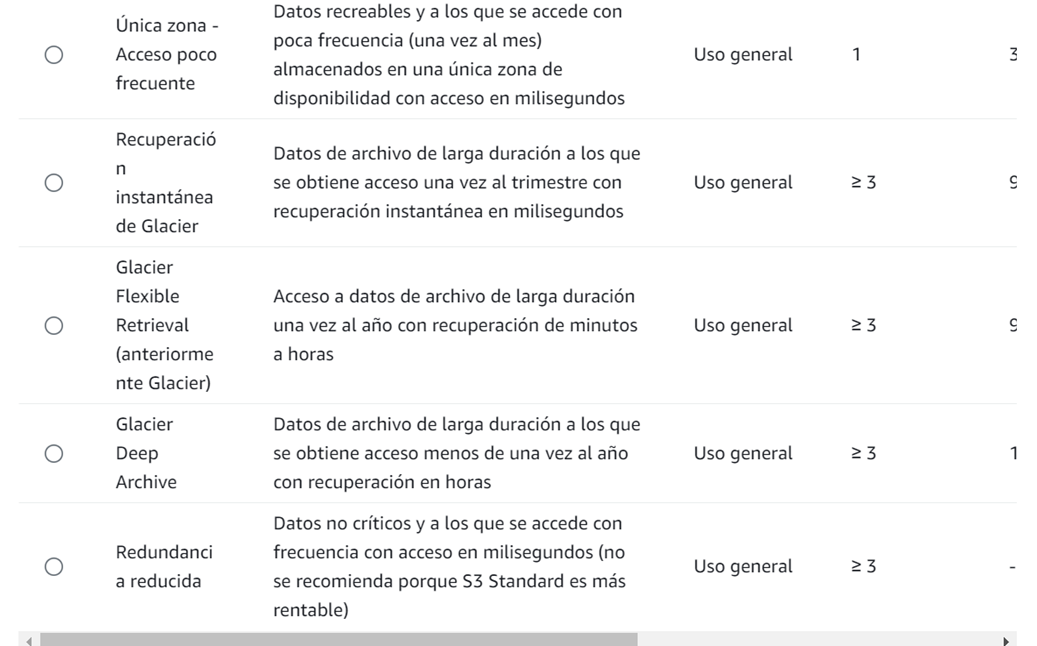 Única zona -
Acceso poco
frecuente
Datos recreables y a los que se accede con
poca frecuencia (una vez al mes)
almacenados en una única zona de
disponibilidad con acceso en milisegundos
Uso general
1
3
Recuperació
n
instantánea
de Glacier
Datos de archivo de larga duración a los que
se obtiene acceso una vez al trimestre con
recuperación instantánea en milisegundos
Uso general
≥ 3
9
Glacier
Flexible
Retrieval
(anteriorme
nte Glacier)
Acceso a datos de archivo de larga duración
una vez al año con recuperación de minutos
a horas
Uso general
≥ 3
9
Glacier
Deep
Archive
Datos de archivo de larga duración a los que
se obtiene acceso menos de una vez al año
con recuperación en horas
Uso general
≥ 3
1
Redundanci
a reducida
Datos no críticos y a los que se accede con
frecuencia con acceso en milisegundos (no
se recomienda porque S3 Standard es más
rentable)
Uso general
≥ 3
-